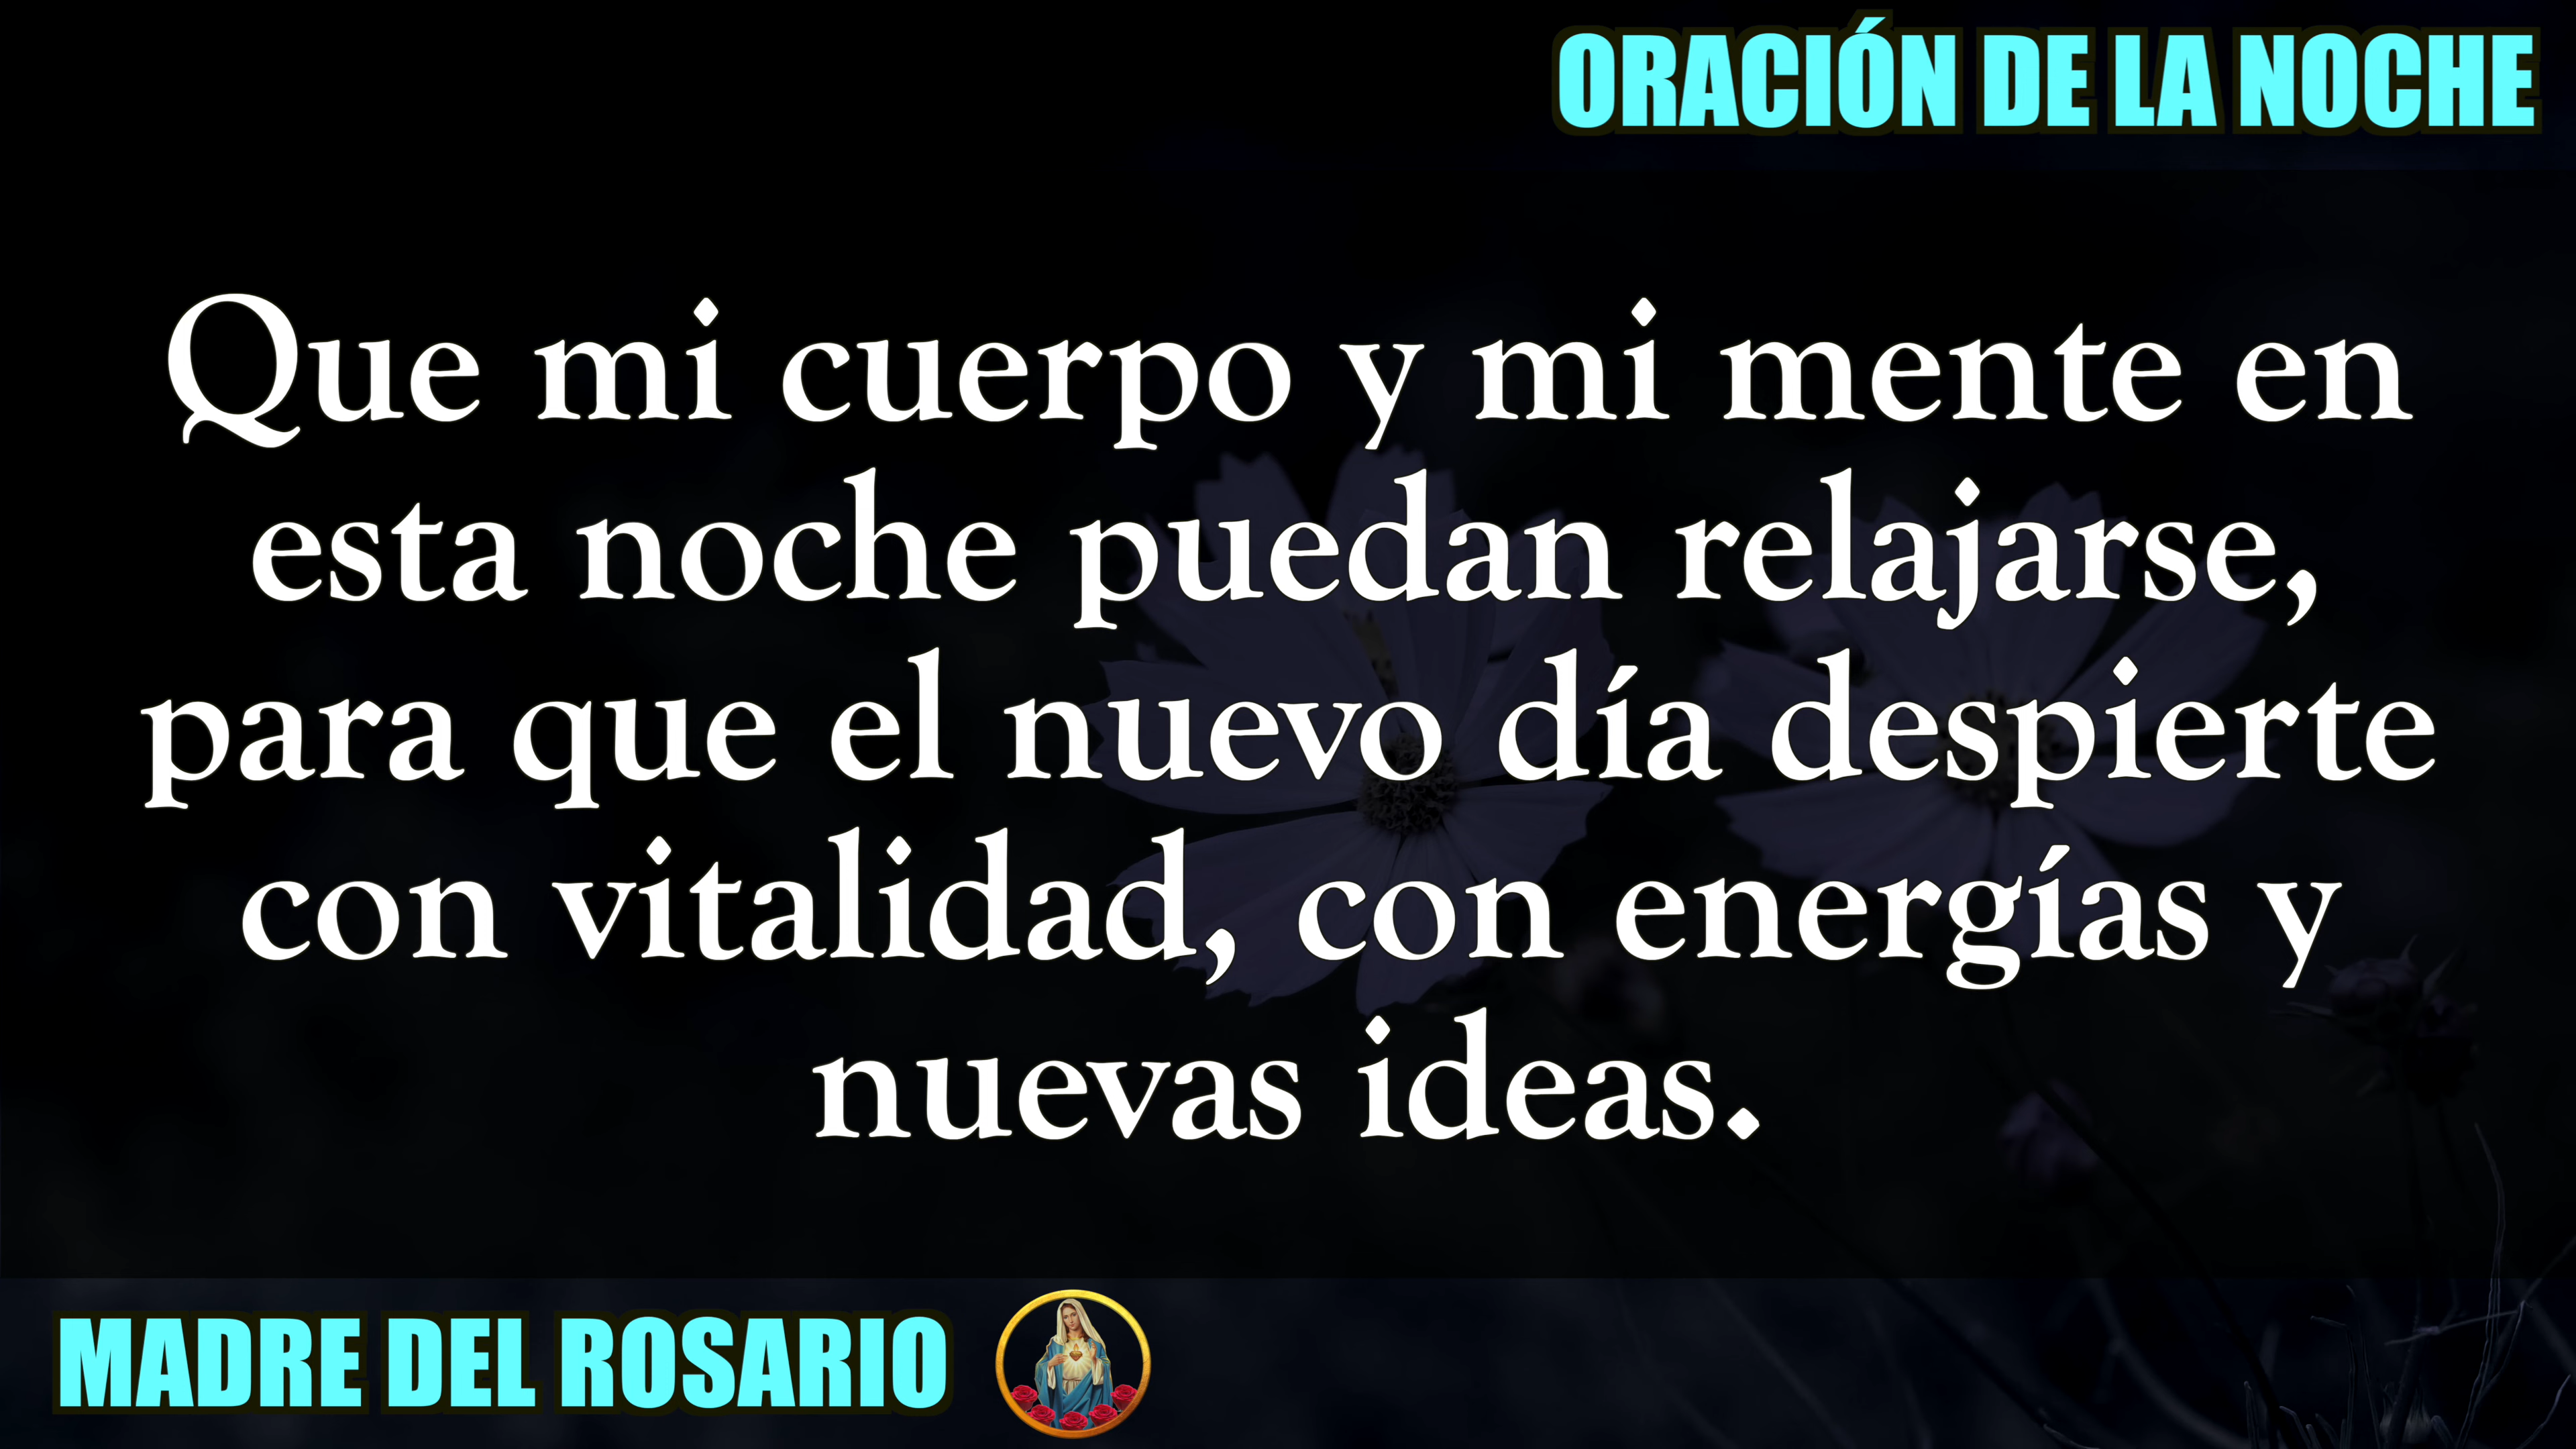 ORACIÓN DE LA NOCHE
Que mi cuerpo y mi mente en
esta noche puedan relajarse,
para que el nuevo día despierte
con vitalidad, con energías y
nuevas ideas.
MADRE DEL ROSARIO